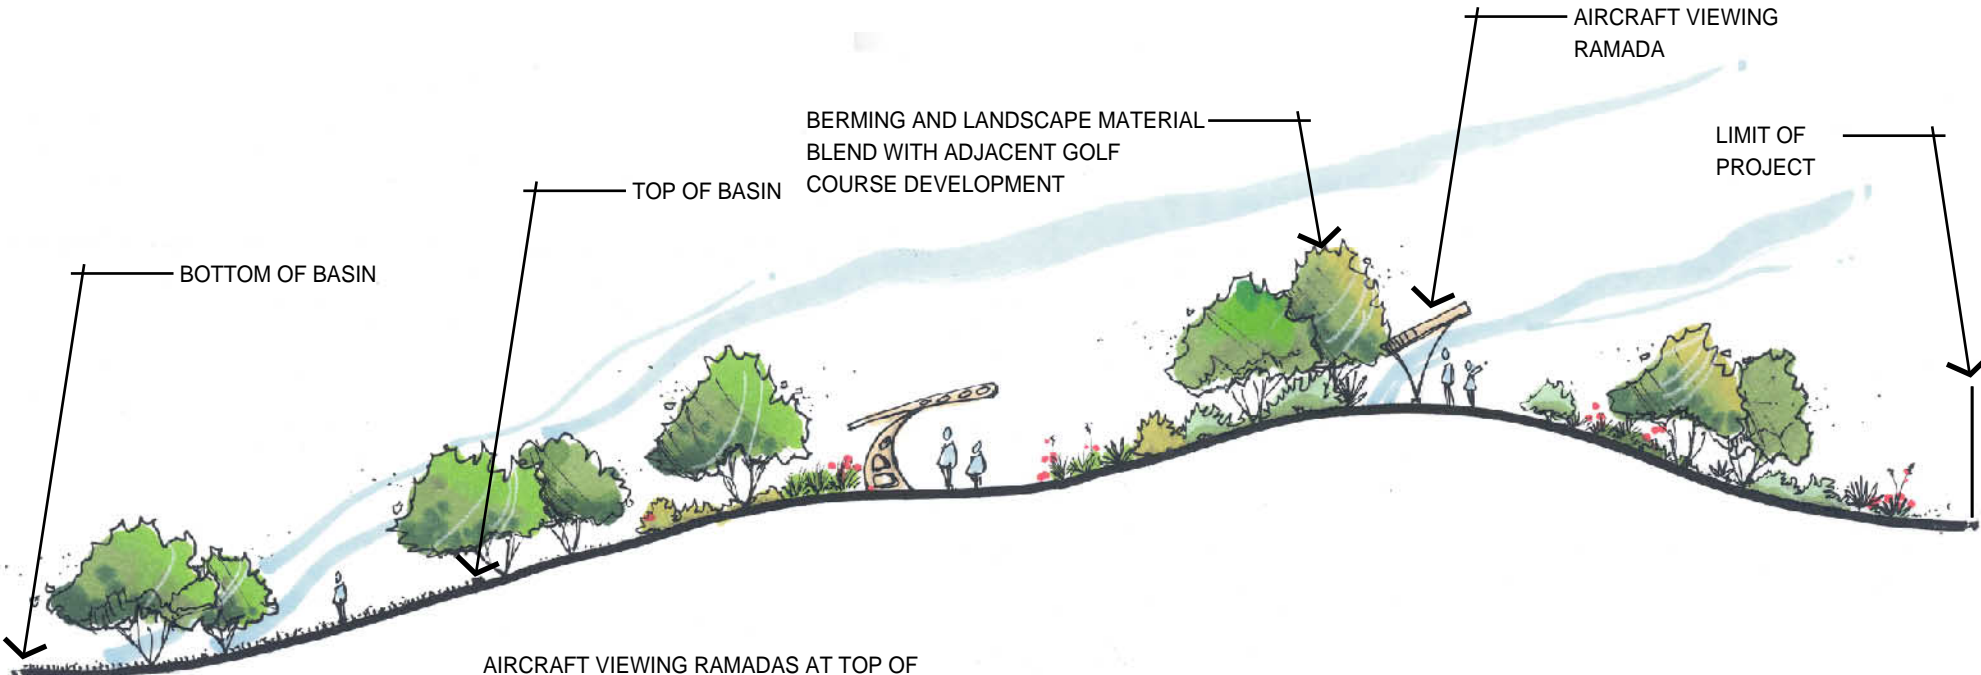 AIRCRAFT VIEWING
RAMADA
BERMING AND LANDSCAPE MATERIAL
BLEND WITH ADJACENT GOLF
COURSE DEVELOPMENT
LIMIT OF
PROJECT
TOP OF BASIN
BOTTOM OF BASIN
AIRCRAFT VIEWING RAMADAS AT TOP OF